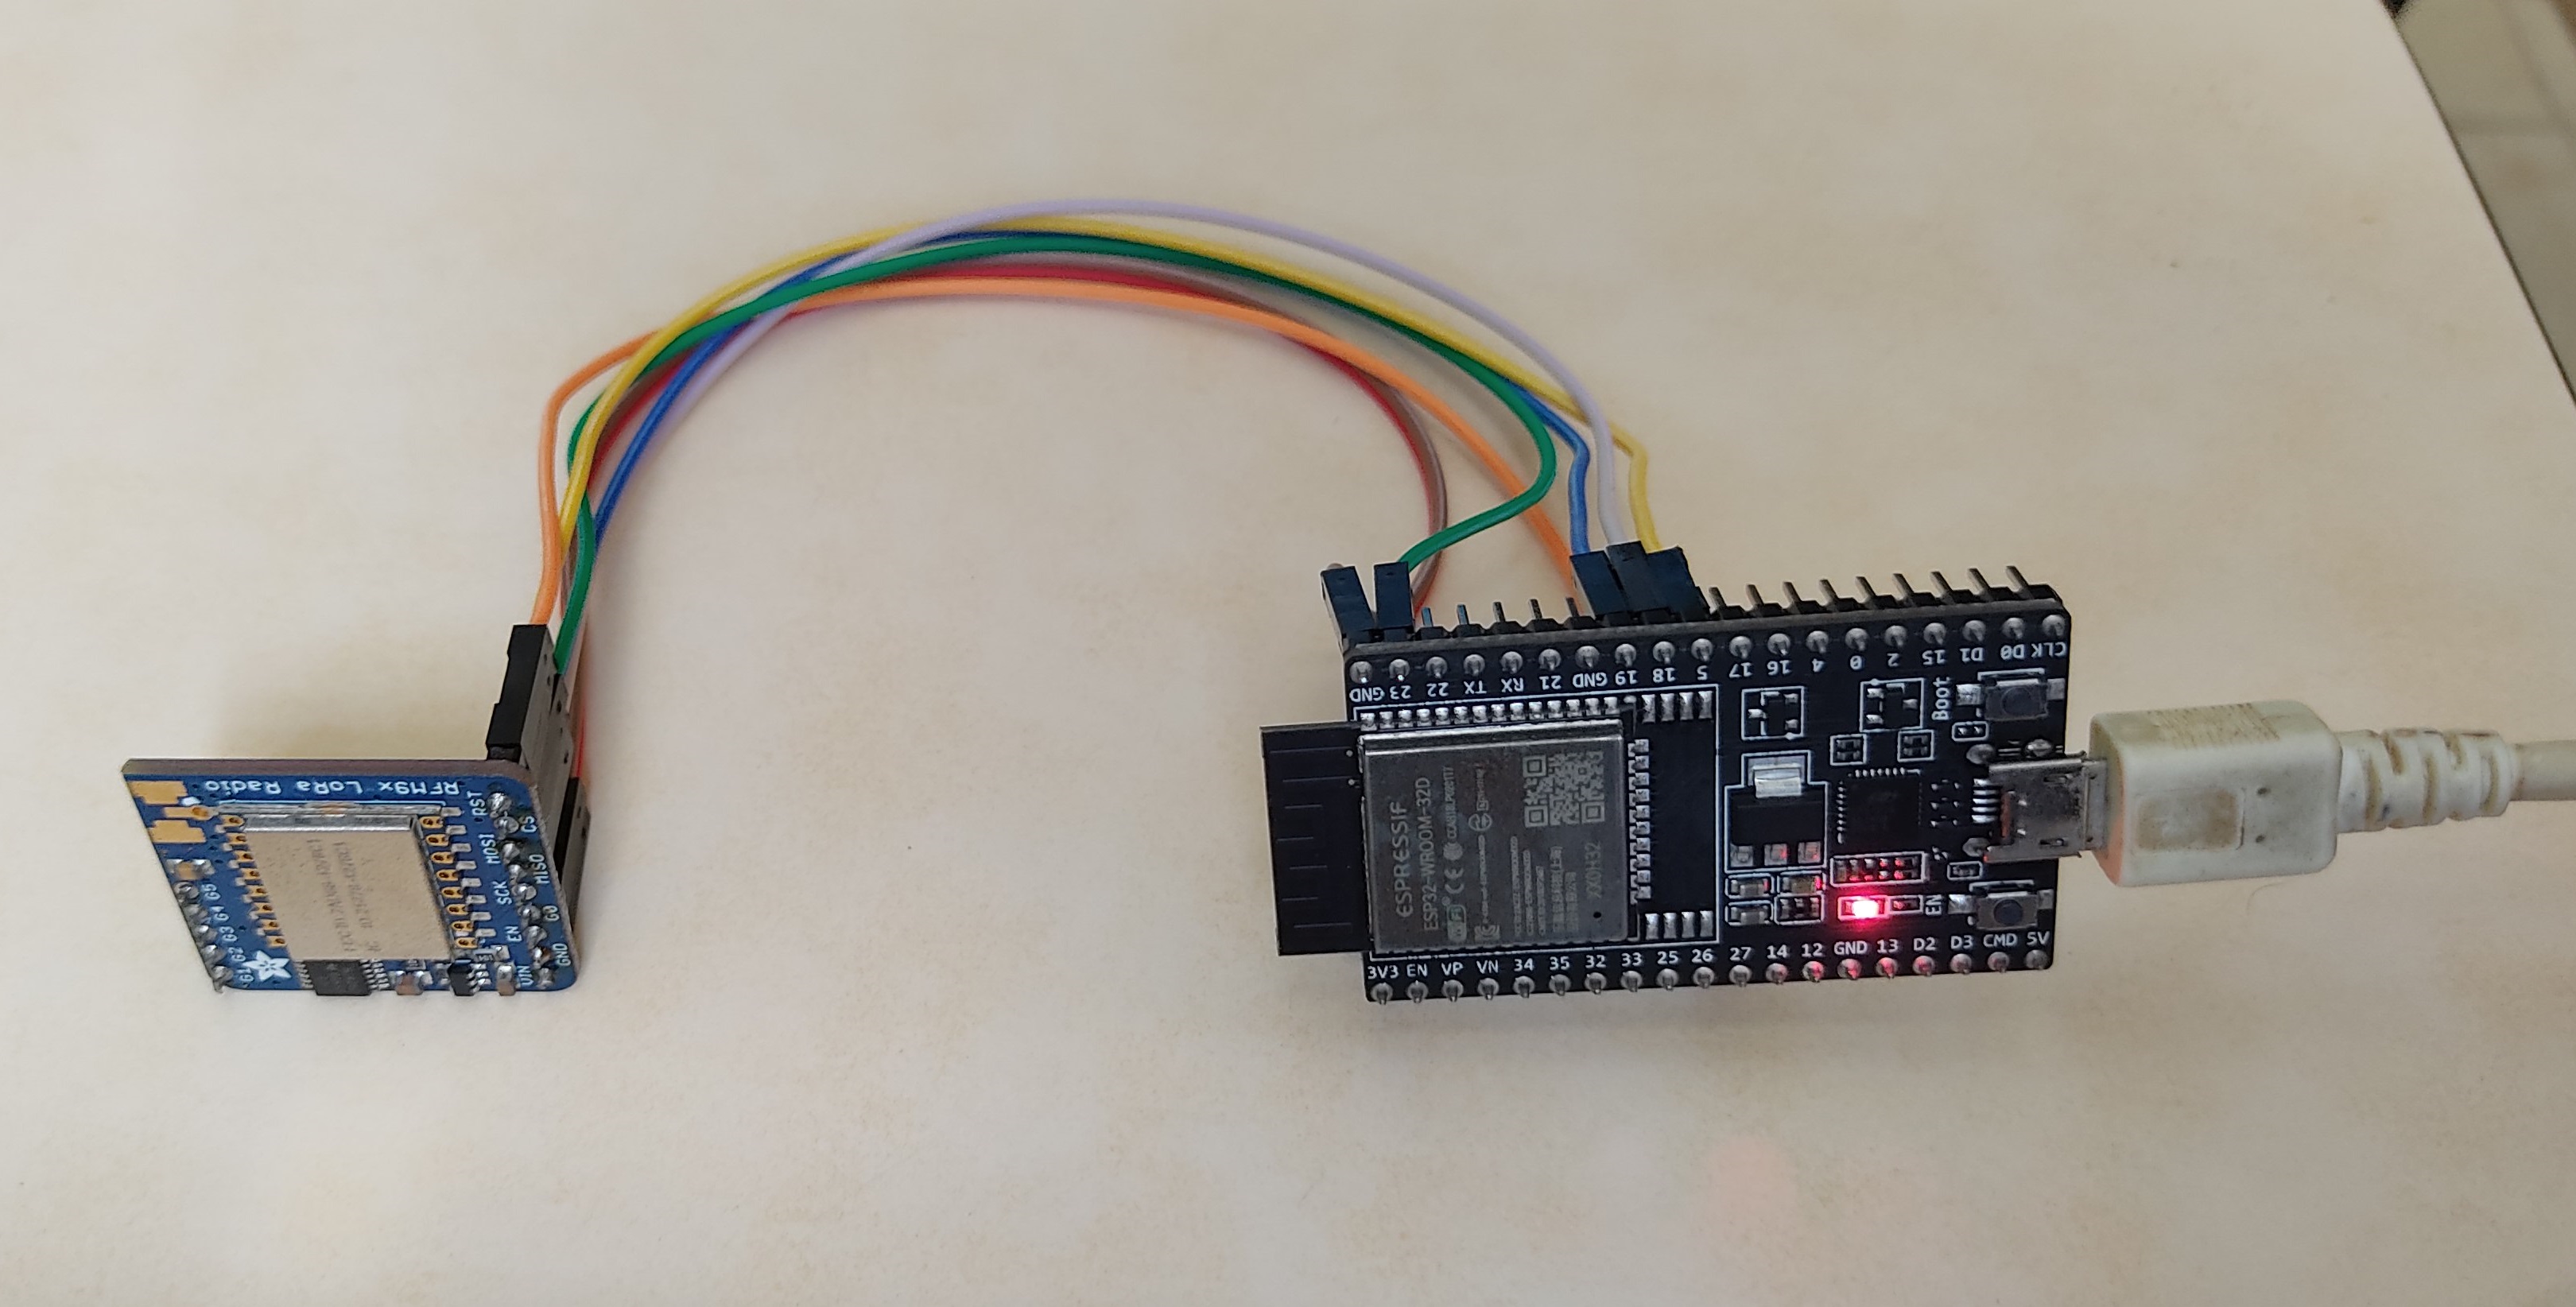 RFM9x LoRa Radio
RST
CS
MOSI
MISO
SCK
G0
EN
GND
VIN
G5
G4
G3
G2
G1
GND 23 22 TX RX 21 GND 19 18 5 17 16 4 0 2 15 D1 D0 CLK
Boot
EN
ESPRESSIF
ESP32-WROOM-32D
WiFi
CE
XX0H32
3V3 EN VP VN 34 35 32 33 25 26 27 14 12 GND 13 D2 D3 CMD 5V